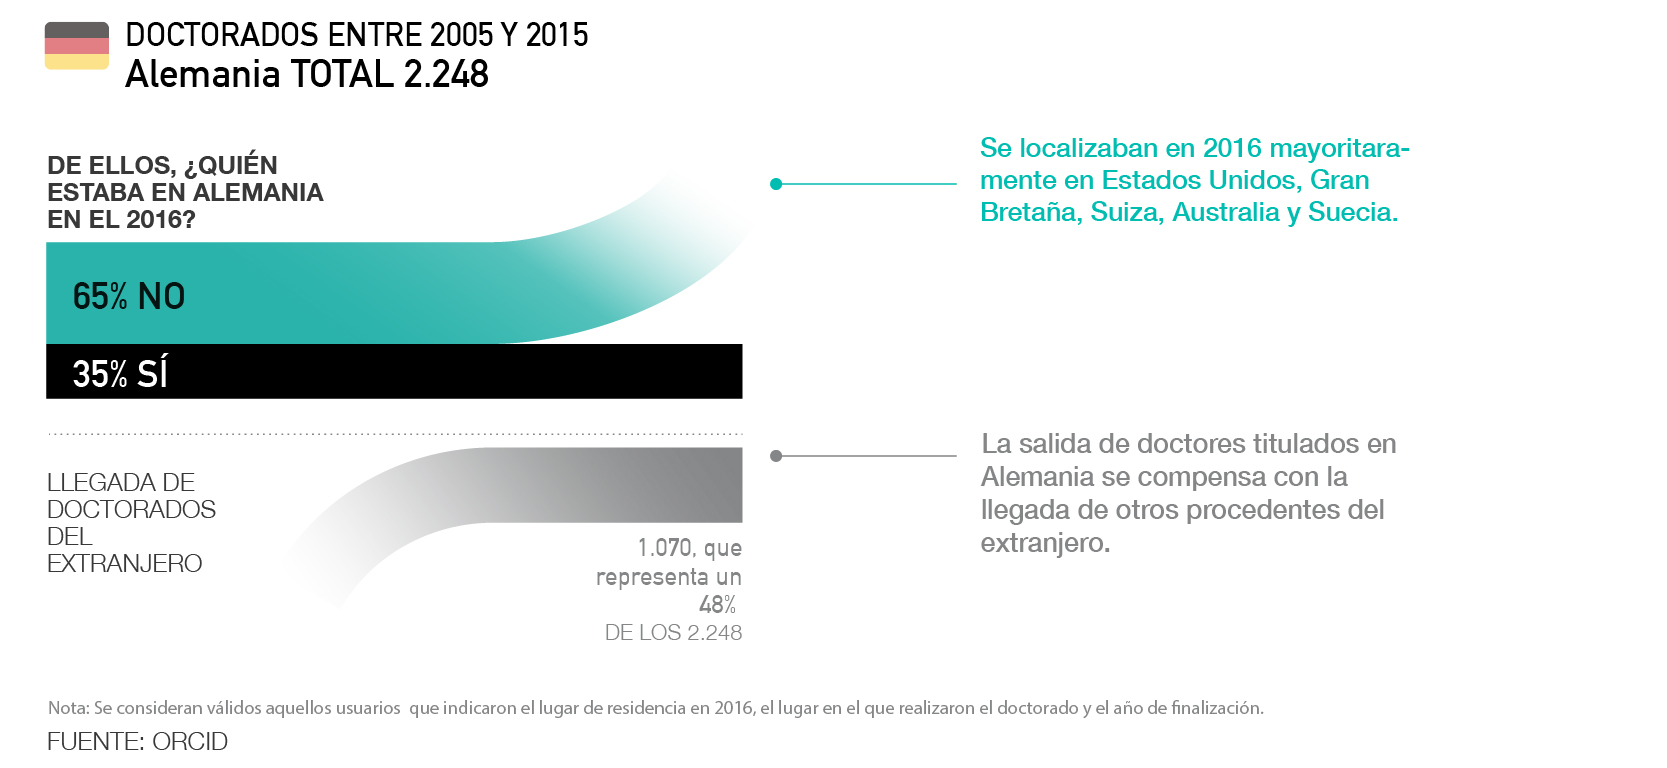 DOCTORADOS ENTRE 2005 Y 2015
Alemania TOTAL 2.248
DE ELLOS, ¿QUIÉN
ESTABA EN ALEMANIA
EN EL 2016?
65% NO
35% SÍ
Se localizaban en 2016 mayoritara-
mente en Estados Unidos, Gran
Bretaña, Suiza, Australia y Suecia.
LLEGADA DE
DOCTORADOS
DEL
EXTRANJERO
1.070, que
representa un
48%
DE LOS 2.248
La salida de doctores titulados en
Alemania se compensa con la
llegada de otros procedentes del
extranjero.
Nota: Se consideran válidos aquellos usuarios  que indicaron el lugar de residencia en 2016, el lugar en el que realizaron el doctorado y el año de finalización.
FUENTE: ORCID